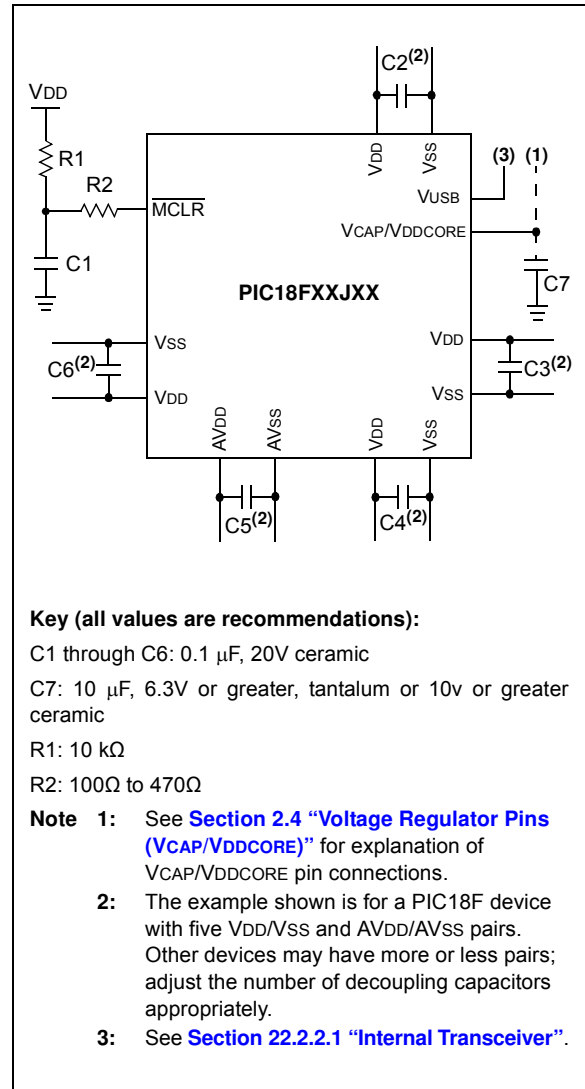 C2(2)
VDD
R1
R2
VDD
VSS
(3) (1)
MCLR
VUSB
VCAP/VDDCORE
C1
C7
PIC18FXXJXX
VSS
VDD
C6(2)
C3(2)
VDD
VSS
AVDD
AVSS
VDD
VSS
C5(2)
C4(2)
Key (all values are recommendations):
C1 through C6: 0.1 μF, 20V ceramic
C7: 10 μF, 6.3V or greater, tantalum or 10v or greater
ceramic
R1: 10 kΩ
R2: 100Ω to 470Ω
Note 1: See Section 2.4 “Voltage Regulator Pins
(VCAP/VDDCORE)” for explanation of
VCAP/VDDCORE pin connections.
2: The example shown is for a PIC18F device
with five VDD/VSS and AVDD/AVSS pairs.
Other devices may have more or less pairs;
adjust the number of decoupling capacitors
appropriately.
3: See Section 22.2.2.1 “Internal Transceiver”.